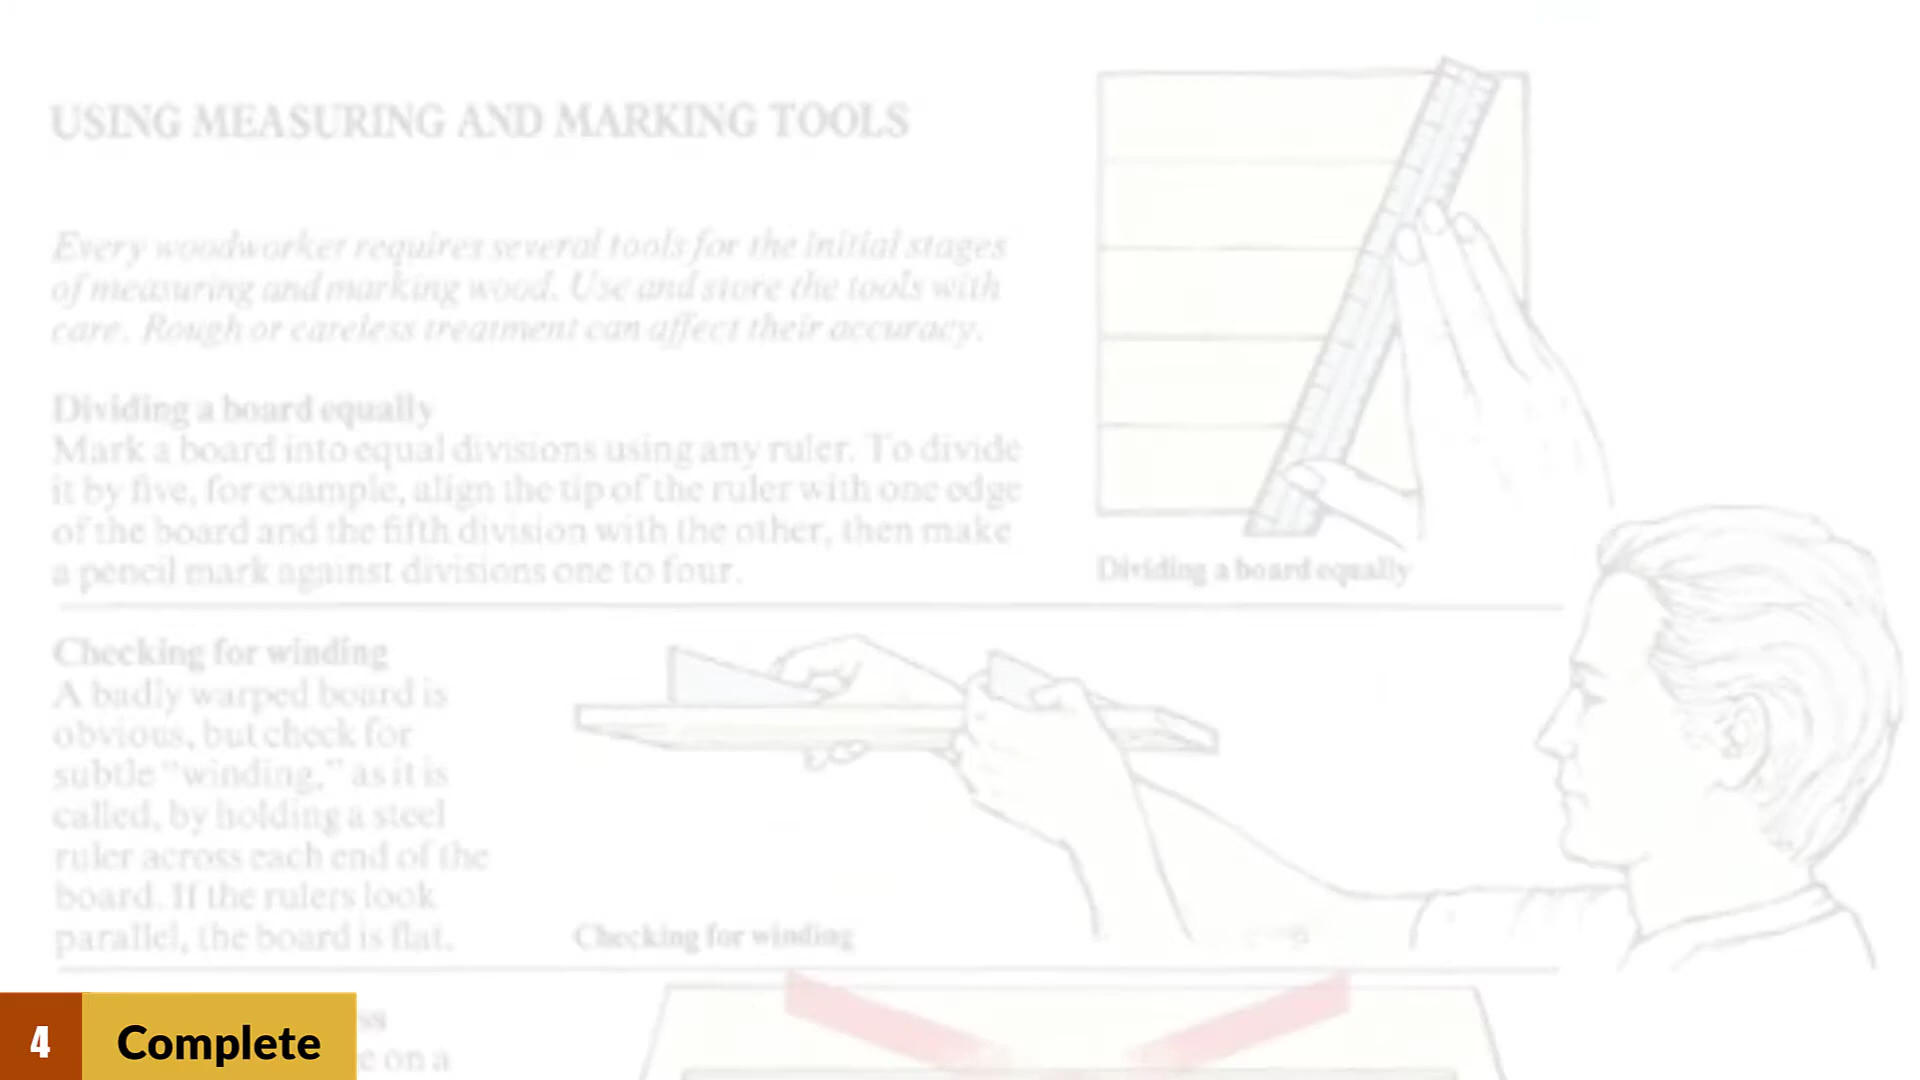 USING MEASURING AND MARKING TOOLS
Every woodworker requires several tools for the initial stages
of measuring and marking wood. Use and store the tools with
care. Rough or careless treatment can affect their accuracy.
Dividing a board equally
Mark a board into equal divisions using any ruler. To divide
it by five, for example, align the tip of the ruler with one edge
of the board and the fifth division with the other, then make
a pencil mark against divisions one to four.
Dividing a board equally
Checking for winding
A badly warped board is
obvious, but check for
subtle “winding,” as it is
called, by holding a steel
ruler across each end of the
board. If the rulers look
parallel, the board is flat.
Checking for winding
ss
e on a
4 Complete